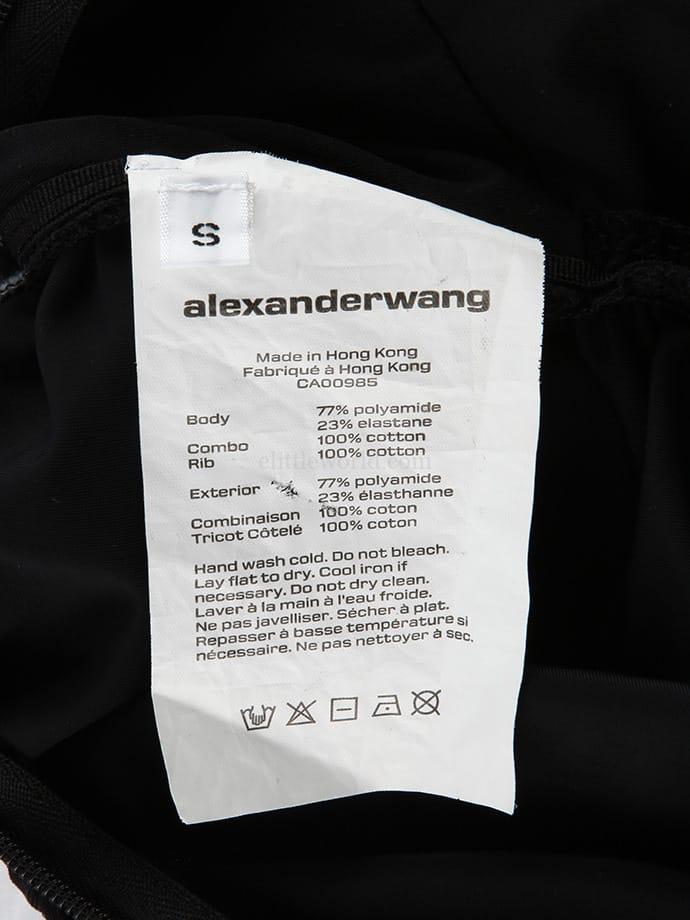 S
alexanderwang
Made in Hong Kong
Fabriqué à Hong Kong
CA00985
Body 77% polyamide
23% elastane
Combo 100% cotton
Rib 100% cotton
elittleworld.com
Exterior 77% polyamide
23% élasthanne
Combinaison 100% coton
Tricot Côtelé 100% coton
Hand wash cold. Do not bleach.
Lay flat to dry. Cool iron if
necessary. Do not dry clean.
Laver à la main à l'eau froide.
Ne pas javelliser. Sécher à plat.
Repasser à basse température si
nécessaire. Ne pas nettoyer à sec.